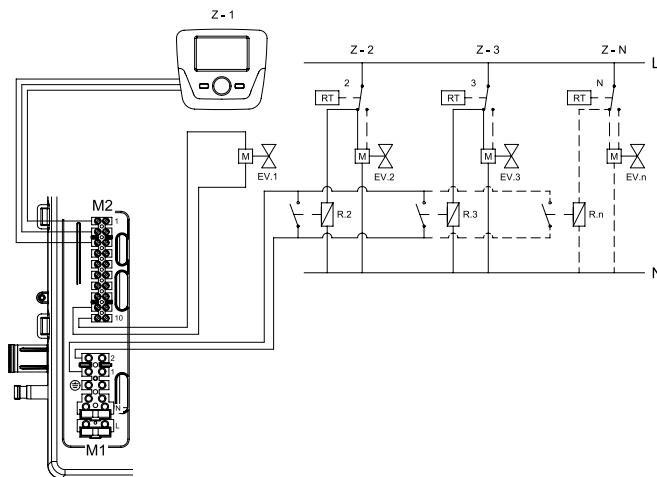 Z - 1
Z - 2 Z - 3 Z - N
L
2 3 N
RT RT RT
M M M M
EV.1 EV.2 EV.3 EV.n
M2
1
R.2 R.3 R.n
N
10
2
1
N
L
M1